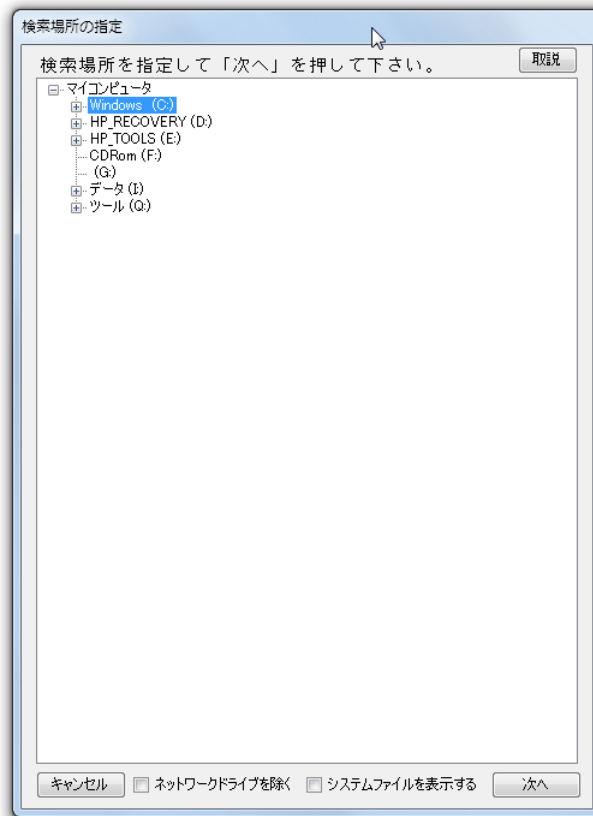 検索場所の指定
検索場所を指定して「次へ」を押して下さい。 取説
マイコンピュータ
Windows (C:)
HP_RECOVERY (D:)
HP_TOOLS (E:)
CDRom (F:)
(G:)
データ (I:)
ツール (Q:)
キャンセル ネットワークドライブを除く システムファイルを表示する 次へ